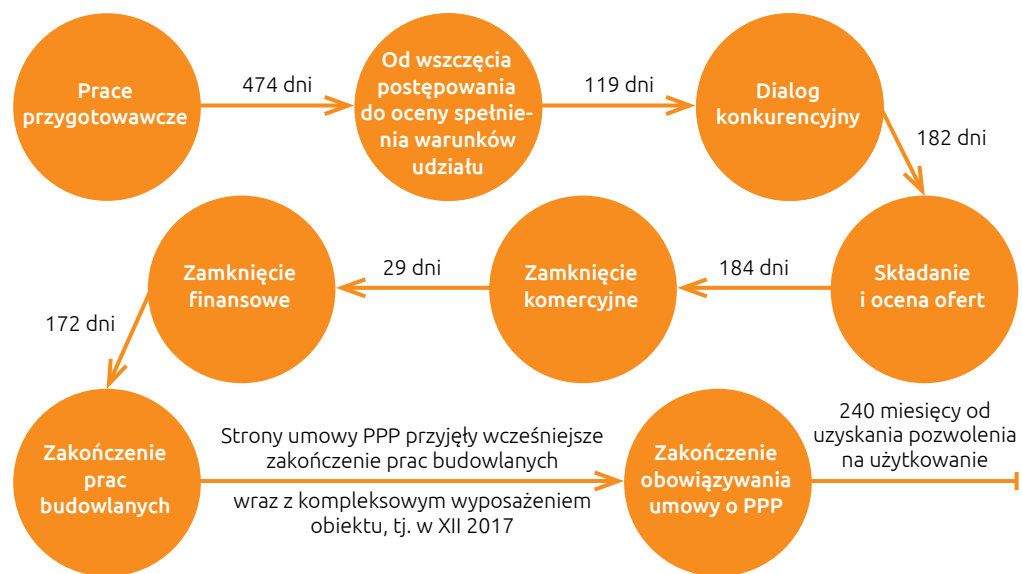 Prace
przygotowawcze
474 dni
Od wszczęcia
postępowania
do oceny spełnie-
nia warunków
udziału
119 dni
Dialog
konkurencyjny
182 dni
Składanie
i ocena ofert
184 dni
Zamknięcie
komercyjne
29 dni
Zamknięcie
finansowe
172 dni
Zakończenie
prac
budowlanych
Strony umowy PPP przyjęły wcześniejsze
zakończenie prac budowlanych
wraz z kompleksowym wyposażeniem
obiektu, tj. w XII 2017
Zakończenie
obowiązywania
umowy o PPP
240 miesięcy od
uzyskania pozwolenia
na użytkowanie